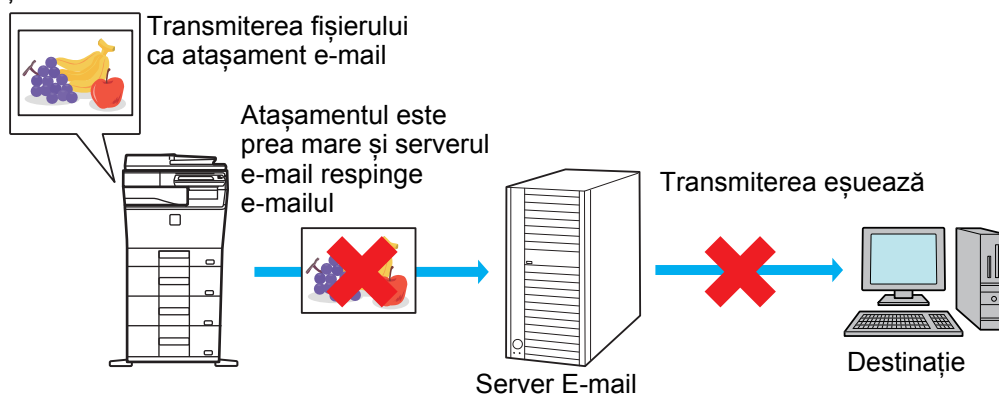 Transmiterea fișierului
ca atașament e-mail
Atașamentul este
prea mare și serverul
e-mail respinge
e-mailul
Transmiterea eșuează
Server E-mail
Destinație